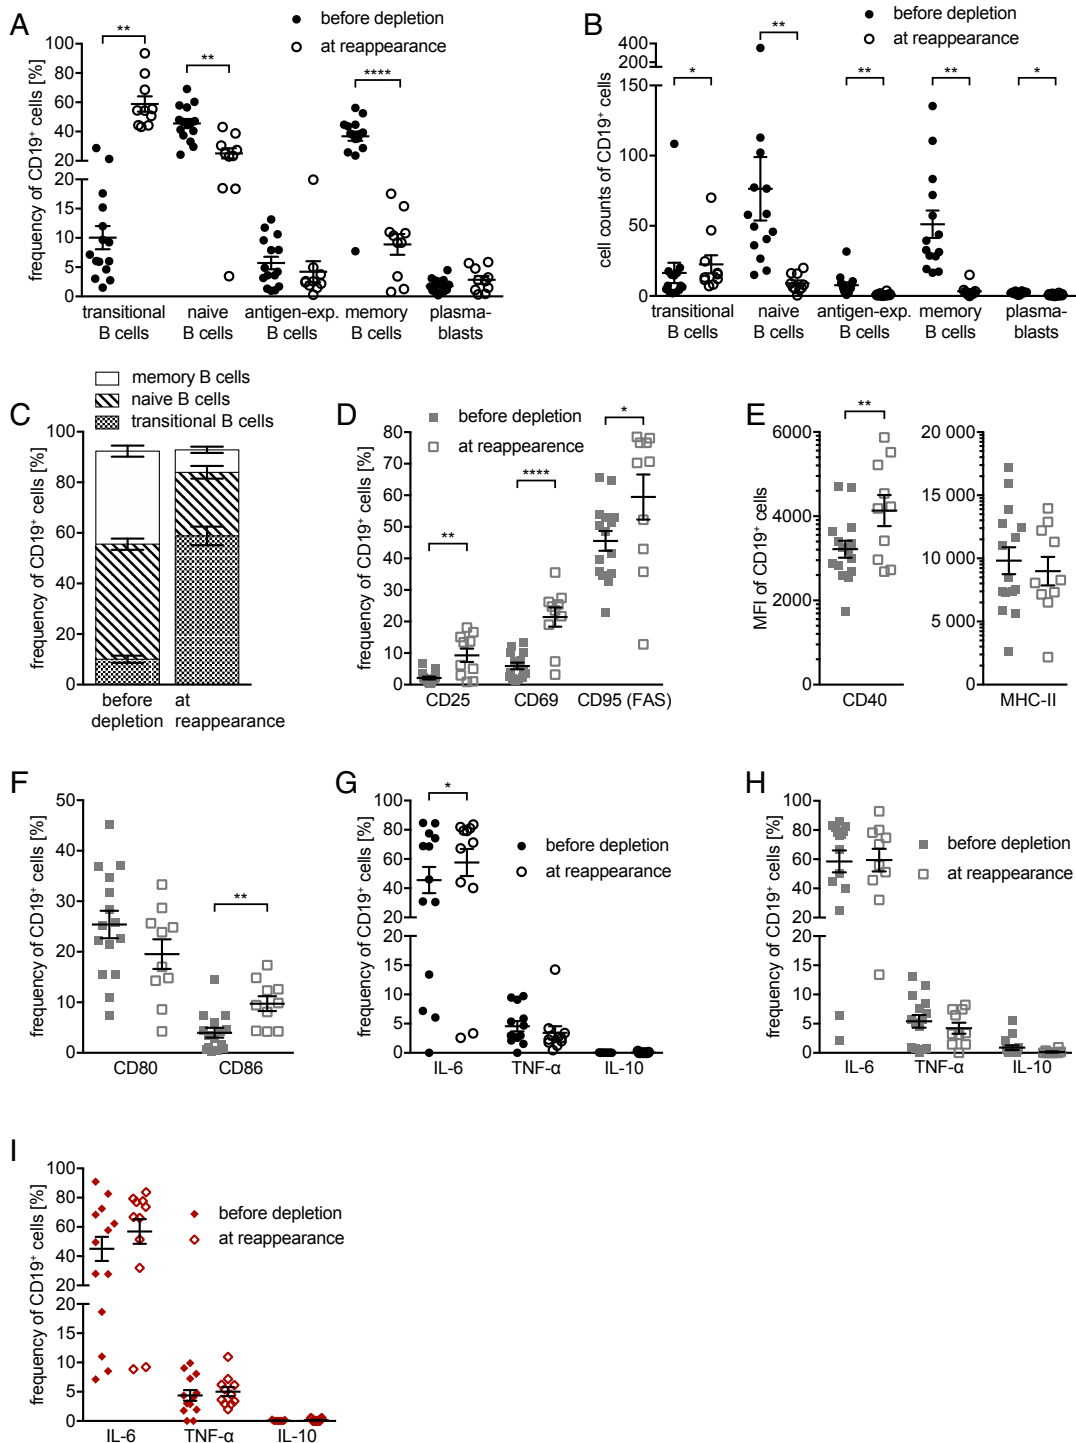 A
before depletion
at reappearance
frequency of CD19⁺ cells [%]
100
80
60
40
20
20
15
10
5
0
**
**
****
transitional B cells
naive B cells
antigen-exp. B cells
memory B cells
plasma-blasts
B
before depletion
at reappearance
cell counts of CD19⁺ cells
400
200
150
100
50
0
*
**
**
**
*
transitional B cells
naive B cells
antigen-exp. B cells
memory B cells
plasma-blasts
C
memory B cells
naive B cells
transitional B cells
frequency of CD19⁺ cells [%]
100
80
60
40
20
0
before depletion
at reappearance
D
before depletion
at reappearence
frequency of CD19⁺ cells [%]
80
70
60
50
40
30
20
10
0
**
****
*
CD25
CD69
CD95 (FAS)
E
MFI of CD19⁺ cells
6000
4000
2000
0
**
CD40
20 000
15 000
10 000
5000
0
MHC-II
F
frequency of CD19⁺ cells [%]
50
40
30
20
10
0
**
CD80
CD86
G
before depletion
at reappearance
frequency of CD19⁺ cells [%]
100
80
60
40
20
20
15
10
5
0
*
IL-6
TNF-α
IL-10
H
before depletion
at reappearance
frequency of CD19⁺ cells [%]
100
80
60
40
20
20
15
10
5
0
IL-6
TNF-α
IL-10
I
before depletion
at reappearance
frequency of CD19⁺ cells [%]
100
80
60
40
20
20
15
10
5
0
IL-6
TNF-α
IL-10